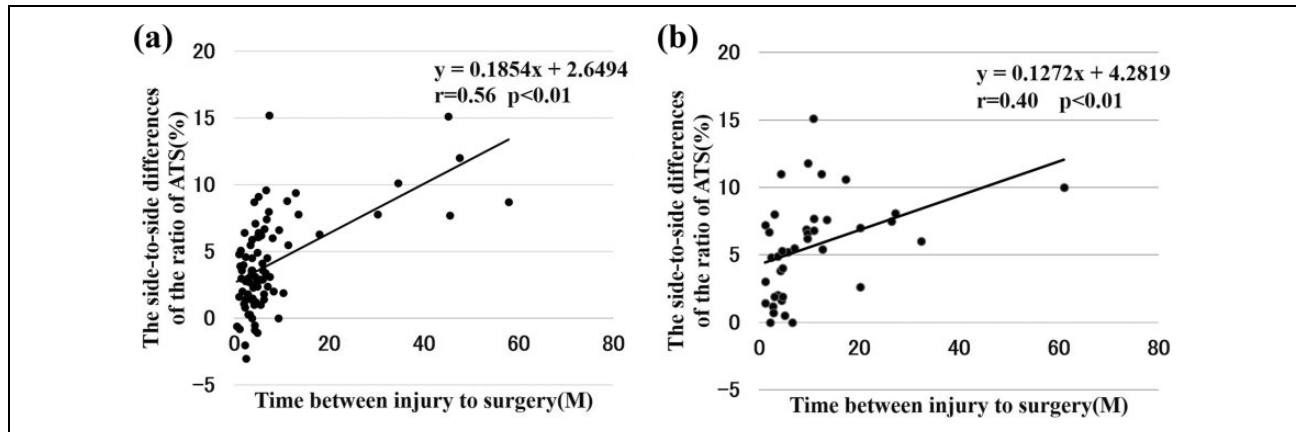 (a)
The side-to-side differences
of the ratio of ATS(%)
20
15
10
5
0
−5
y = 0.1854x + 2.6494
r=0.56 p<0.01
0 20 40 60 80
Time between injury to surgery(M)
(b)
The side-to-side differences
of the ratio of ATS(%)
20
15
10
5
0
−5
y = 0.1272x + 4.2819
r=0.40 p<0.01
0 20 40 60 80
Time between injury to surgery(M)